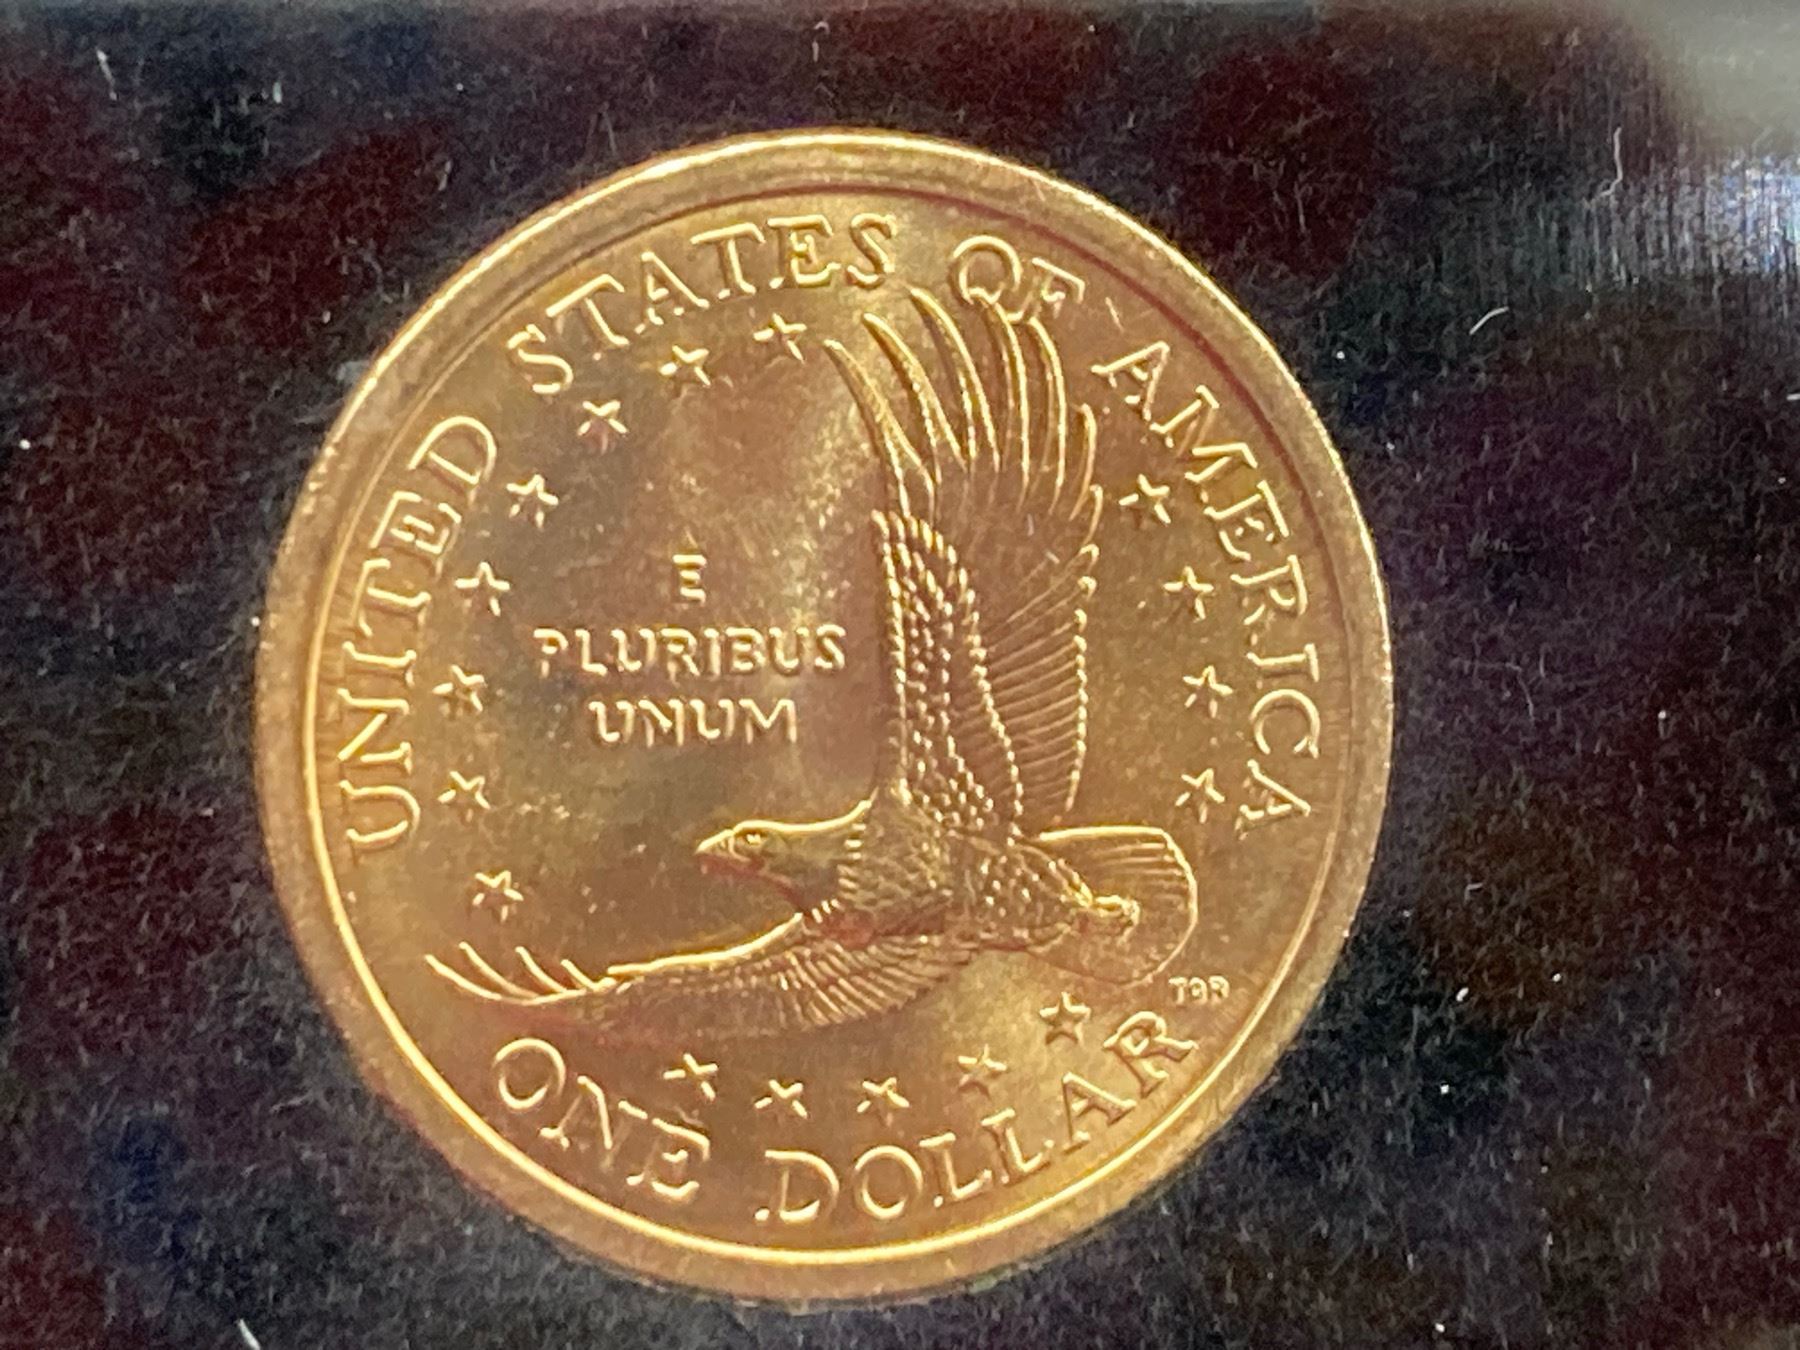 UNITED STATES OF AMERICA
E
PLURIBUS
UNUM
TDR
ONE DOLLAR